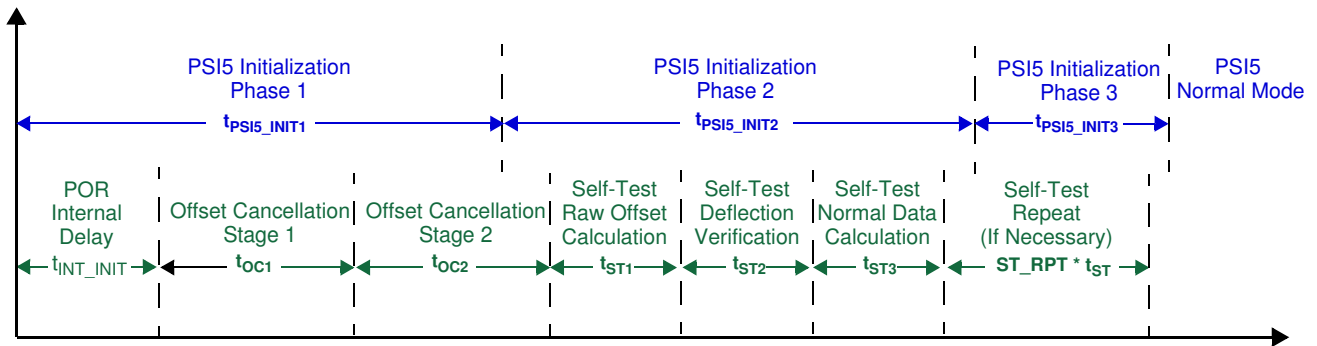 PSI5 Initialization
Phase 1
tPSI5_INIT1
PSI5 Initialization
Phase 2
tPSI5_INIT2
PSI5 Initialization
Phase 3
tPSI5_INIT3
PSI5
Normal Mode
POR
Internal
Delay
tINT_INIT
Offset Cancellation
Stage 1
tOC1
Offset Cancellation
Stage 2
tOC2
Self-Test
Raw Offset
Calculation
tST1
Self-Test
Deflection
Verification
tST2
Self-Test
Normal Data
Calculation
tST3
Self-Test
Repeat
(If Necessary)
ST_RPT * tST